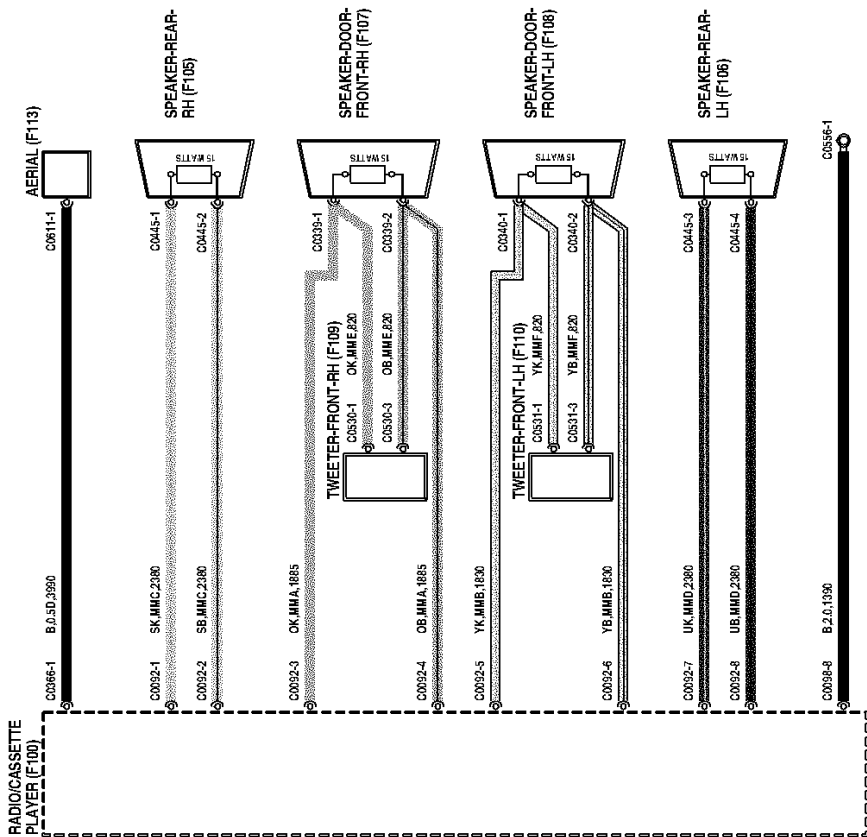 AERIAL (F113)
SPEAKER-REAR-
RH (F105)
SPEAKER-DOOR-
FRONT-RH (F107)
SPEAKER-DOOR-
FRONT-LH (F108)
SPEAKER-REAR-
LH (F106)
15 WATTS
15 WATTS
15 WATTS
15 WATTS
C0611-1
C0445-1
C0445-2
C0339-1
C0339-2
C0340-1
C0340-2
C0445-3
C0445-4
C0556-1
OK,MME,820
OB,MME,820
YK,MMF,820
YB,MMF,820
TWEETER-FRONT-RH (F109)
C0530-1
C0530-3
TWEETER-FRONT-LH (F110)
C0531-1
C0531-3
B,0.5D,3990
SK,MMC,2380
SB,MMC,2380
OK,MMA,1885
OB,MMA,1885
YK,MMB,1830
YB,MMB,1830
UK,MMD,2380
UB,MMD,2380
B,2.0,1390
C0366-1
C0092-1
C0092-2
C0092-3
C0092-4
C0092-5
C0092-6
C0092-7
C0092-8
C0098-8
RADIO/CASSETTE
PLAYER (F100)